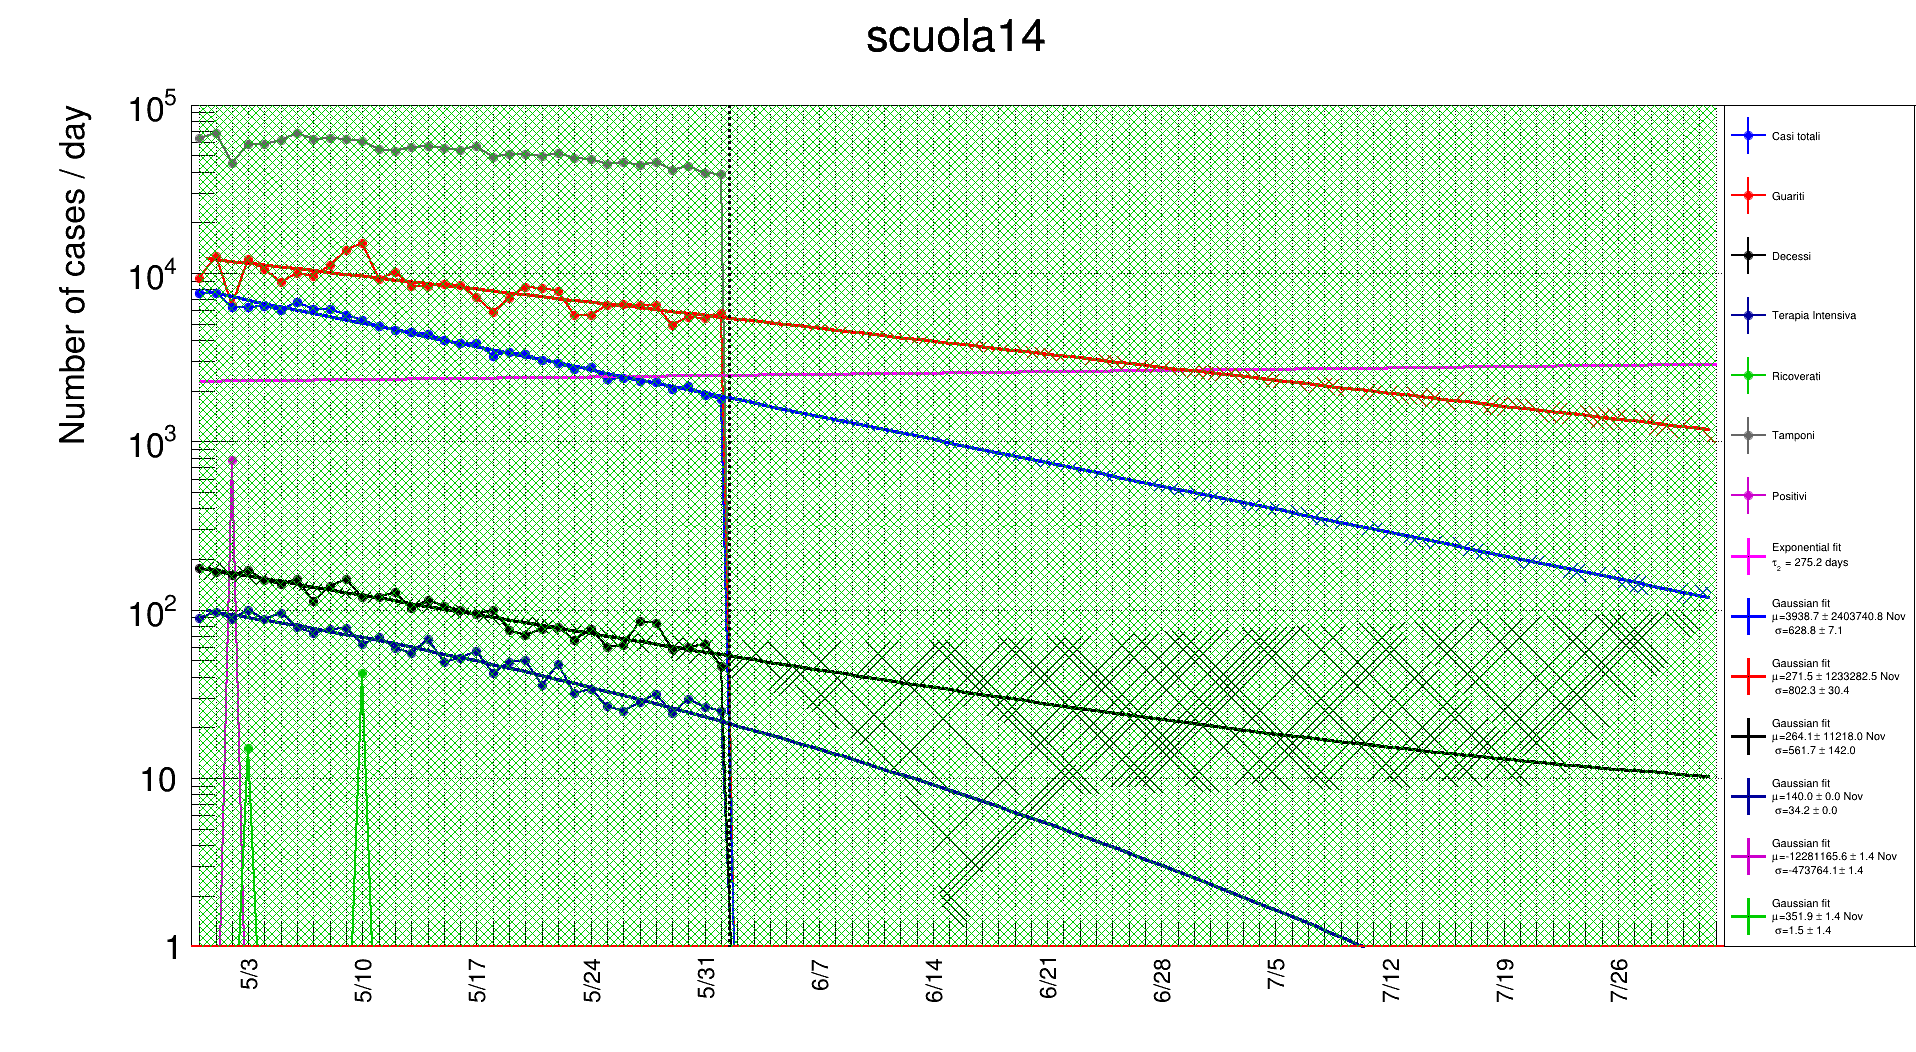 scuola14
Number of cases / day
10^5
10^4
10^3
10^2
10
1
5/3
5/10
5/17
5/24
5/31
6/7
6/14
6/21
6/28
7/5
7/12
7/19
7/26
Casi totali
Guariti
Decessi
Terapia Intensiva
Ricoverati
Tamponi
Positivi
Exponential fit
τ₂ = 275.2 days
Gaussian fit
μ=3938.7 ± 2403740.8 Nov
σ=628.8 ± 7.1
Gaussian fit
μ=271.5 ± 1233282.5 Nov
σ=802.3 ± 30.4
Gaussian fit
μ=264.1 ± 11218.0 Nov
σ=561.7 ± 142.0
Gaussian fit
μ=140.0 ± 0.0 Nov
σ=34.2 ± 0.0
Gaussian fit
μ=-12281165.6 ± 1.4 Nov
σ=-473764.1 ± 1.4
Gaussian fit
μ=351.9 ± 1.4 Nov
σ=1.5 ± 1.4